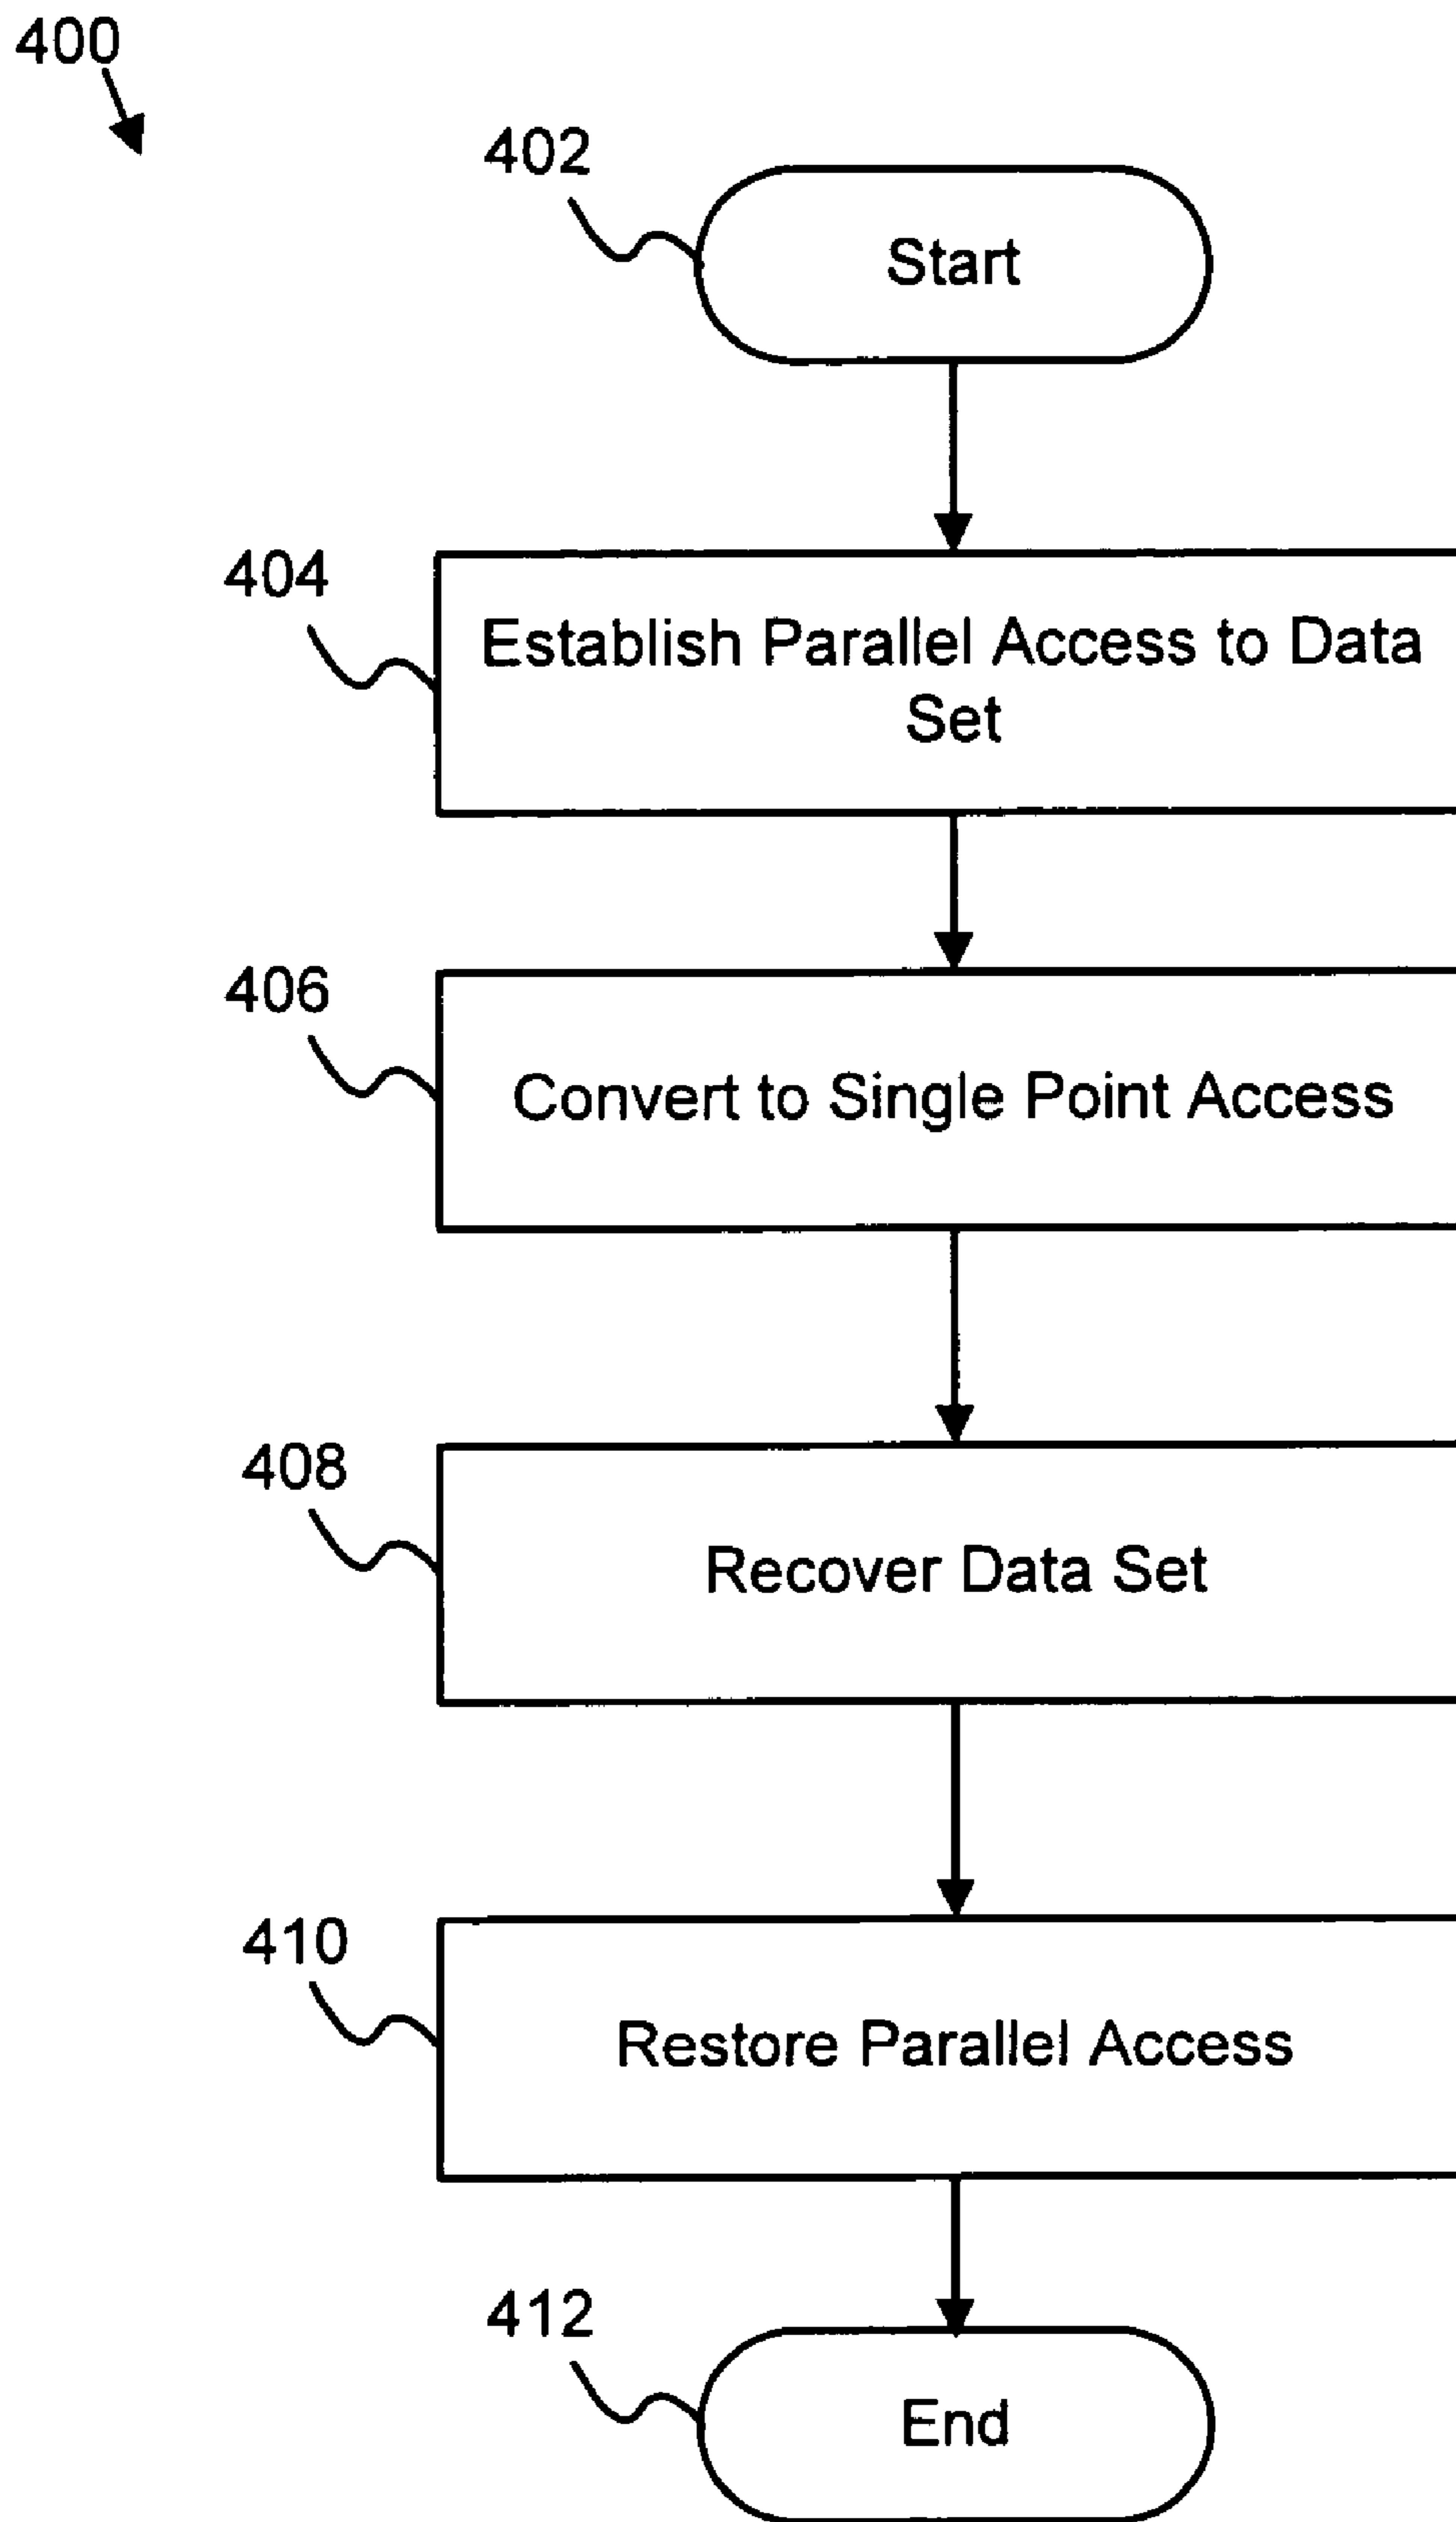 400
402
Start
404
Establish Parallel Access to Data
Set
406
Convert to Single Point Access
408
Recover Data Set
410
Restore Parallel Access
412
End